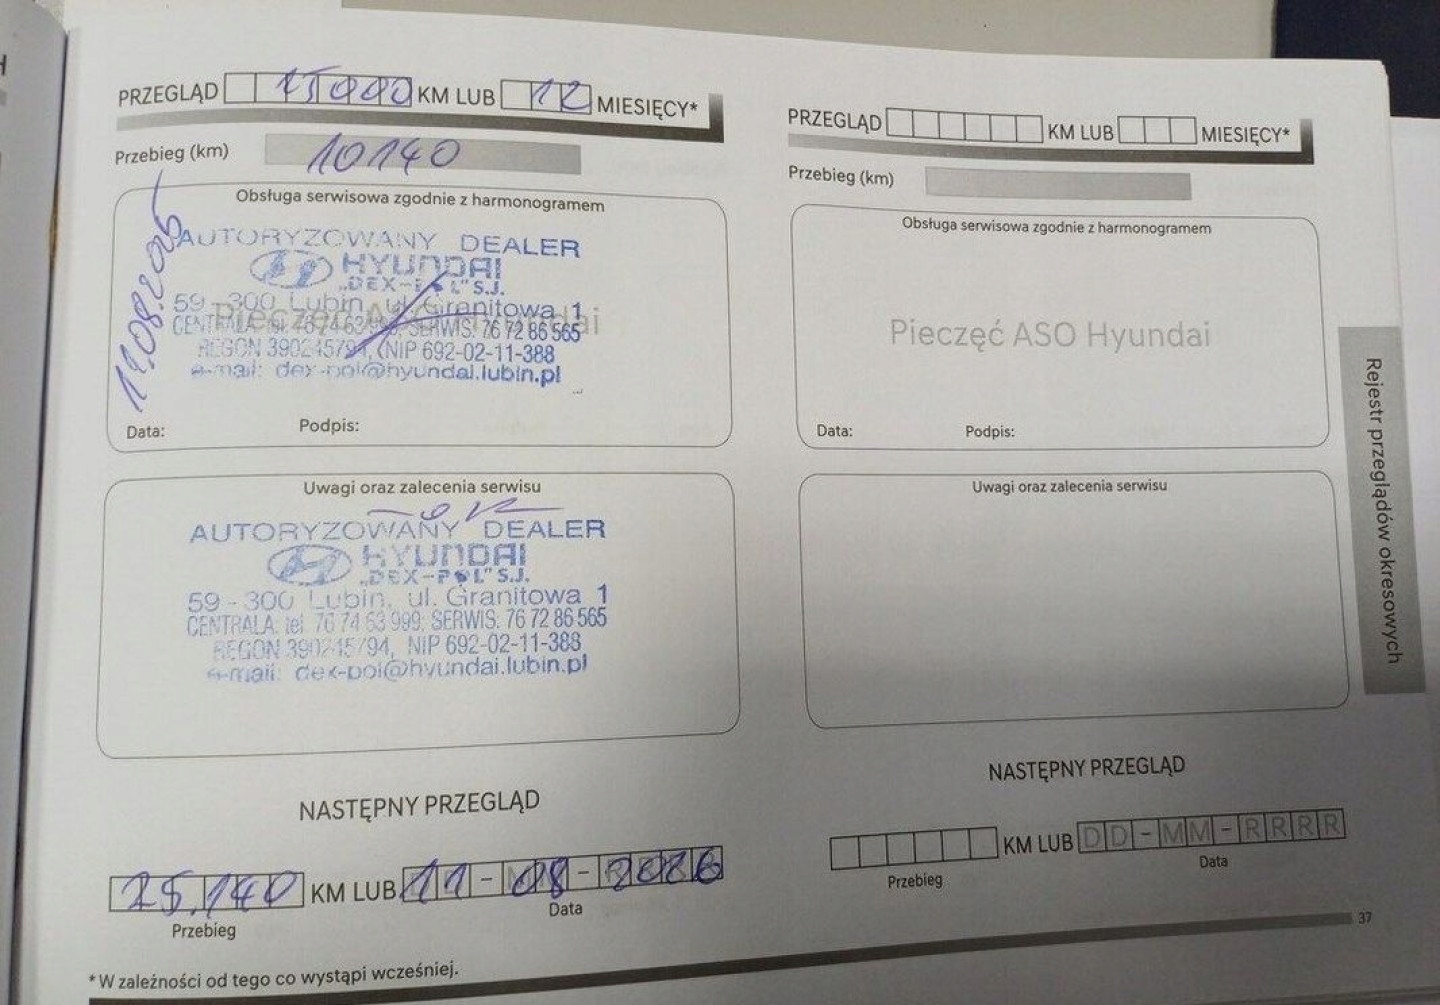 PRZEGLĄD 15000 KM LUB 12 MIESIĘCY*
Przebieg (km) 10140
Obsługa serwisowa zgodnie z harmonogramem
11.08.2025
AUTORYZOWANY DEALER
HYUNDAI
„DEX-POL" S.J.
59-300 Lubin, ul. Granitowa 1
CENTRALA: tel. 76 74 63 999; SERWIS: 76 72 86 565
REGON 390245794, NIP 692-02-11-388
e-mail: dex-pol@hyundai.lubin.pl
Pieczęć ASO Hyundai
Data: Podpis:
Uwagi oraz zalecenia serwisu
AUTORYZOWANY DEALER
HYUNDAI
„DEX-POL" S.J.
59-300 Lubin, ul. Granitowa 1
CENTRALA: tel. 76 74 63 999; SERWIS: 76 72 86 565
REGON 390245794, NIP 692-02-11-388
e-mail: dex-pol@hyundai.lubin.pl
NASTĘPNY PRZEGLĄD
25.140 KM LUB 11-08-2026
Przebieg Data
*W zależności od tego co wystąpi wcześniej.
PRZEGLĄD KM LUB MIESIĘCY*
Przebieg (km)
Obsługa serwisowa zgodnie z harmonogramem
Pieczęć ASO Hyundai
Data: Podpis:
Uwagi oraz zalecenia serwisu
NASTĘPNY PRZEGLĄD
KM LUB DD-MM-RRRR
Przebieg Data
37
Rejestr przeglądów okresowych